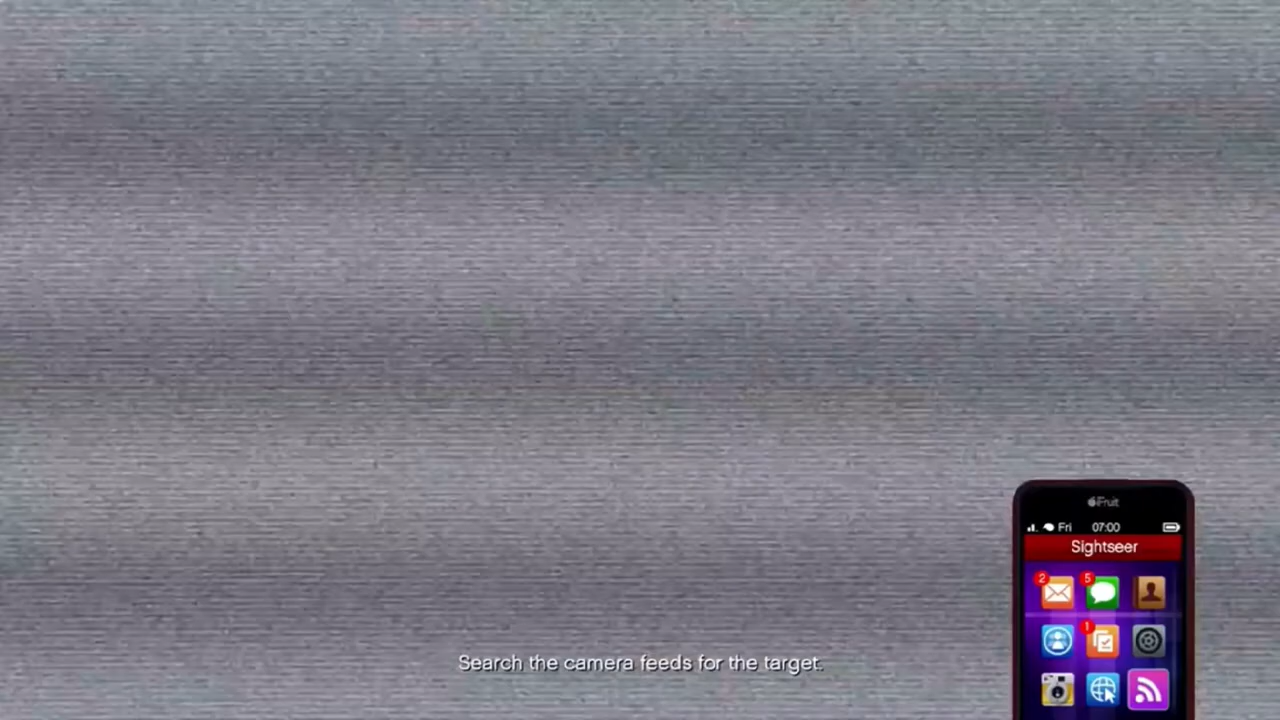 iFruit
Fri 07:00
Sightseer
2
5
1
Search the camera feeds for the target.